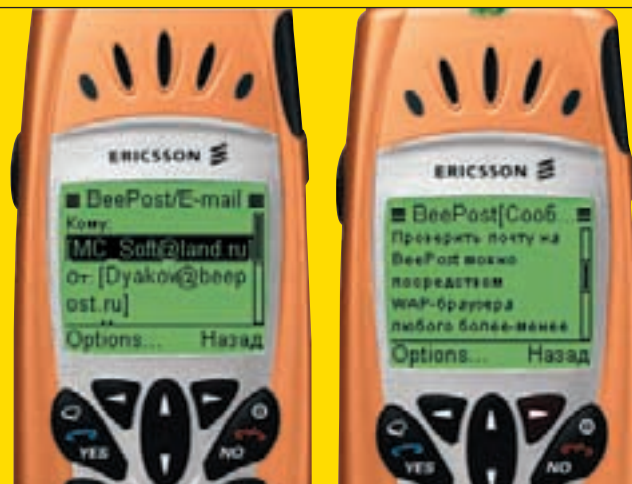 ERICSSON
BeePost/E-mail
Кому:
[MC_Soft@land.ru]
от [Dyakov@beep
ost.ru]
Options... Назад
YES NO
ERICSSON
BeePost[Сооб...
Проверить почту на
BeePost можно
посредством
WAP-браузера
любого более-менее
Options... Назад
YES NO